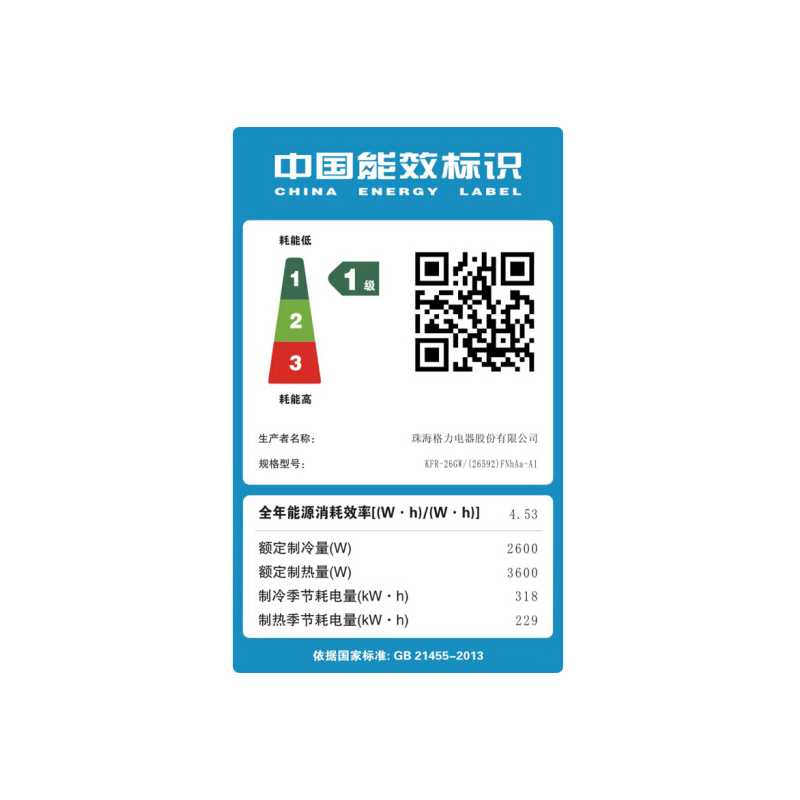 中国能效标识
CHINA ENERGY LABEL
耗能低
1
1级
2
3
耗能高
生产者名称: 珠海格力电器股份有限公司
规格型号: KFR-26GW/(26592)FNhAa-A1
全年能源消耗效率[(W·h)/(W·h)] 4.53
额定制冷量(W) 2600
额定制热量(W) 3600
制冷季节耗电量(kW·h) 318
制热季节耗电量(kW·h) 229
依据国家标准: GB 21455-2013